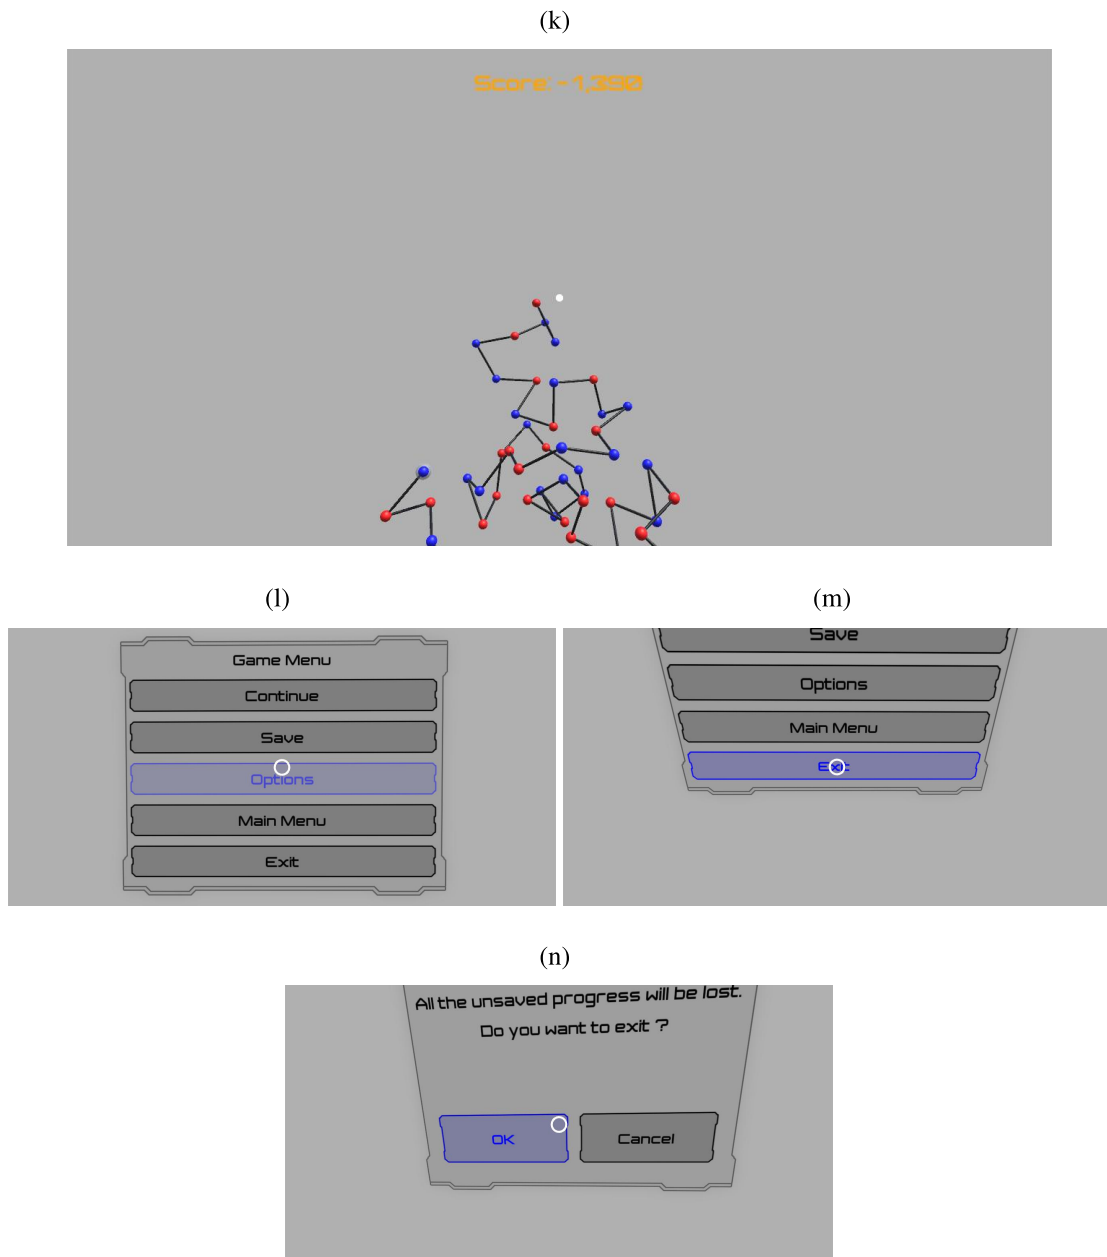 (k)
Score: -1,390
(l)
(m)
Game Menu
Continue
Save
Options
Main Menu
Exit
Save
Options
Main Menu
Exit
(n)
All the unsaved progress will be lost.
Do you want to exit ?
OK
Cancel